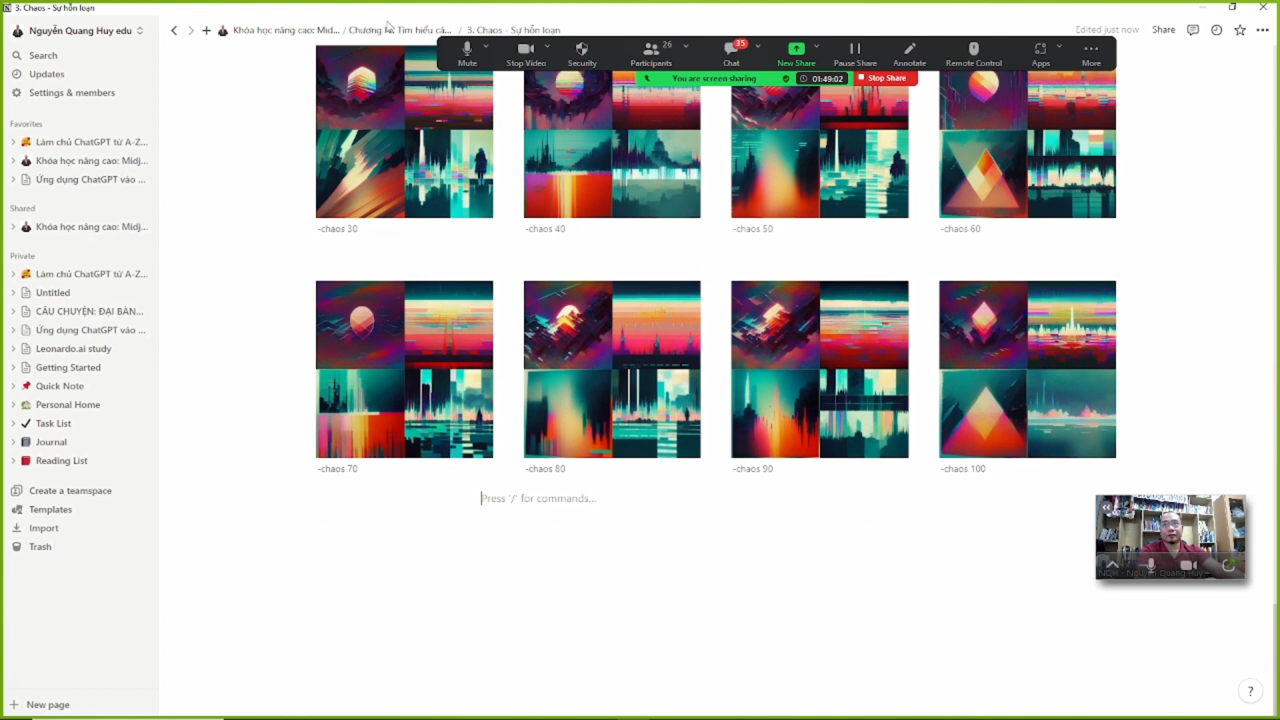 3. Chaos - Sự hỗn loạn
Nguyễn Quang Huy edu
Khóa học nâng cao: Mid... / Chương
Tìm hiểu cá... / 3. Chaos - Sự hỗn loạn
Edited just now
Share
Mute
Stop Video
Security
Participants
26
Chat
35
New Share
Pause Share
Annotate
Remote Control
Apps
More
You are screen sharing
01:49:02
Stop Share
Search
Updates
Settings & members
Favorites
Làm chủ ChatGPT từ A-Z...
Khóa học nâng cao: Midj...
Ứng dụng ChatGPT vào ...
Shared
Khóa học nâng cao: Midj...
Private
Làm chủ ChatGPT từ A-Z...
Untitled
CÂU CHUYỆN: ĐẠI BÀN...
Ứng dụng ChatGPT vào ...
Leonardo.ai study
Getting Started
Quick Note
Personal Home
Task List
Journal
Reading List
Create a teamspace
Templates
Import
Trash
New page
-chaos 30
-chaos 40
-chaos 50
-chaos 60
-chaos 70
-chaos 80
-chaos 90
-chaos 100
Press '/' for commands...
NQH - Nguyễn Quang Huy
?